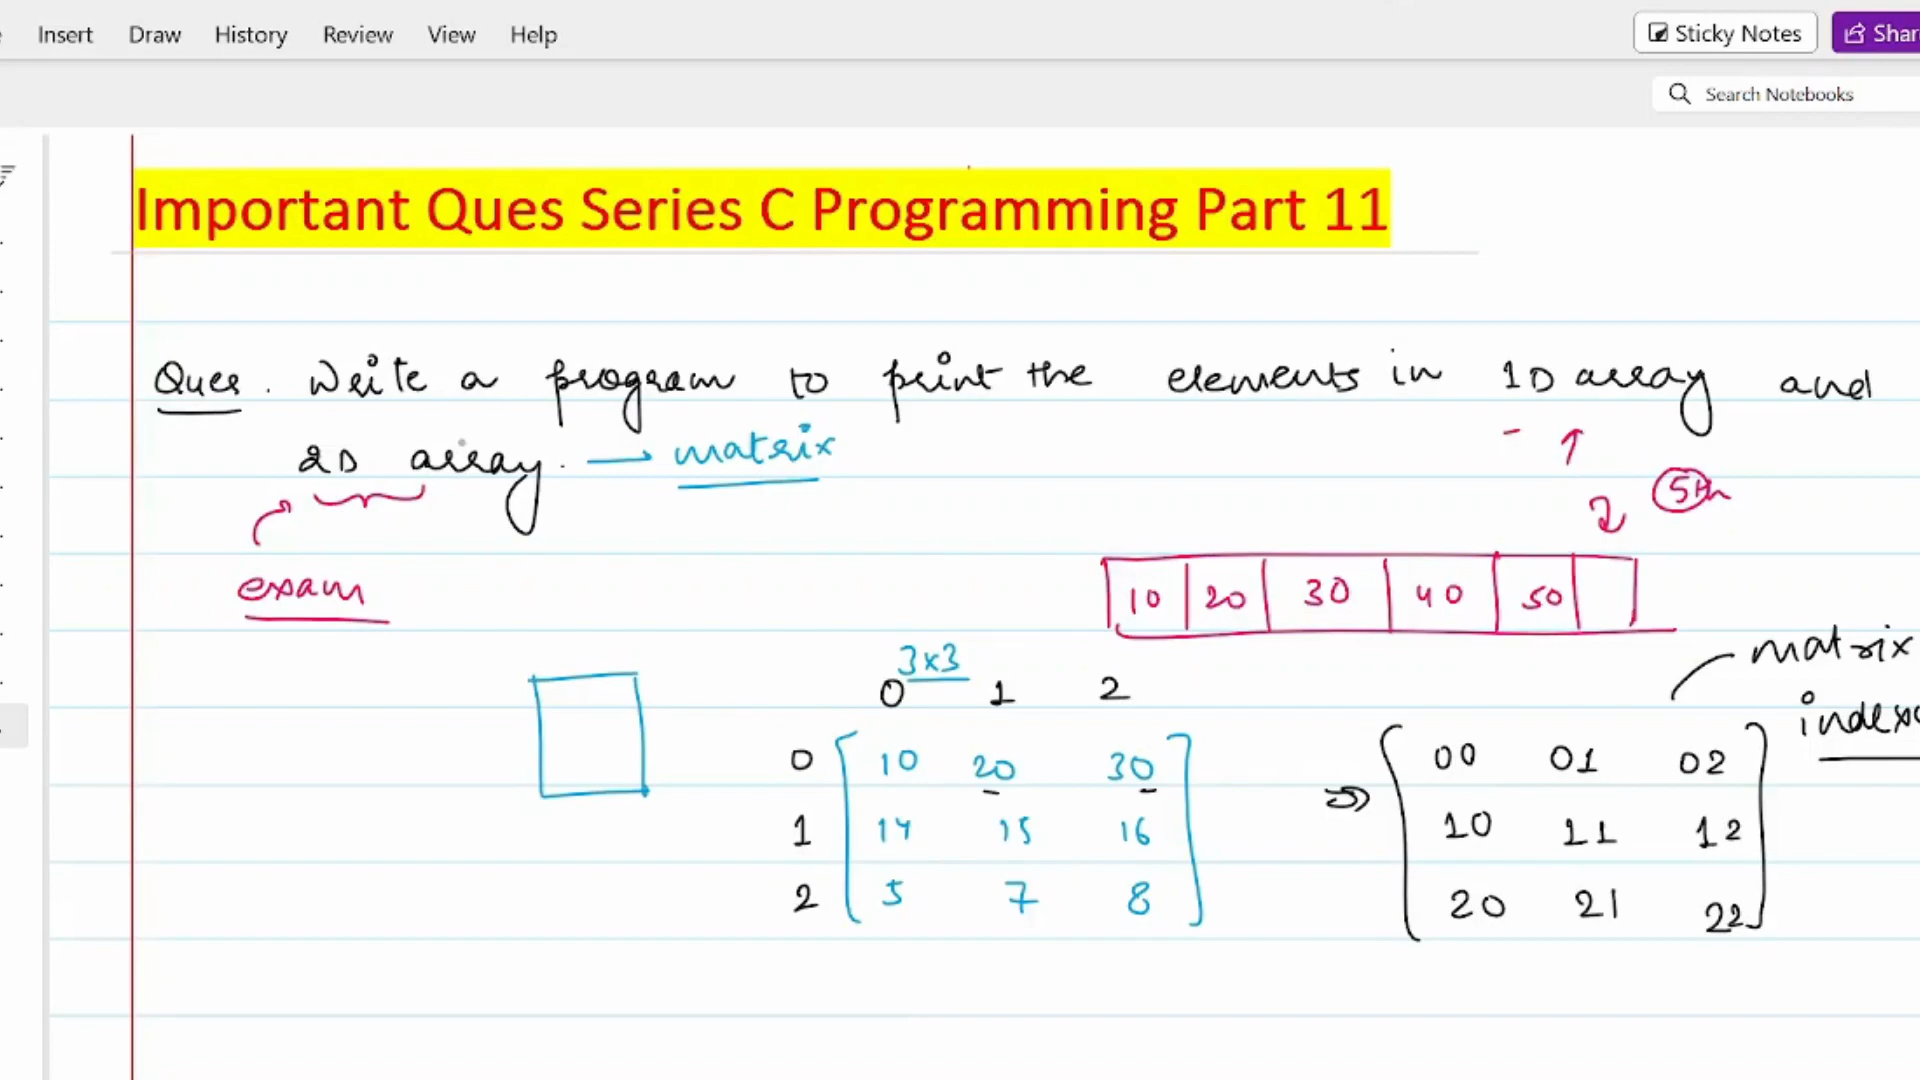 Insert Draw History Review View Help
Sticky Notes Shar
Search Notebooks
Important Ques Series C Programming Part 11
Ques. Write a program to print the elements in 1D array and
2D array. → matrix
5th
exam
10 20 30 40 50
3x3
matrix
0 1 2
index
0 10 20 30
00 01 02
1 14 15 16
10 11 12
2 5 7 8
20 21 22